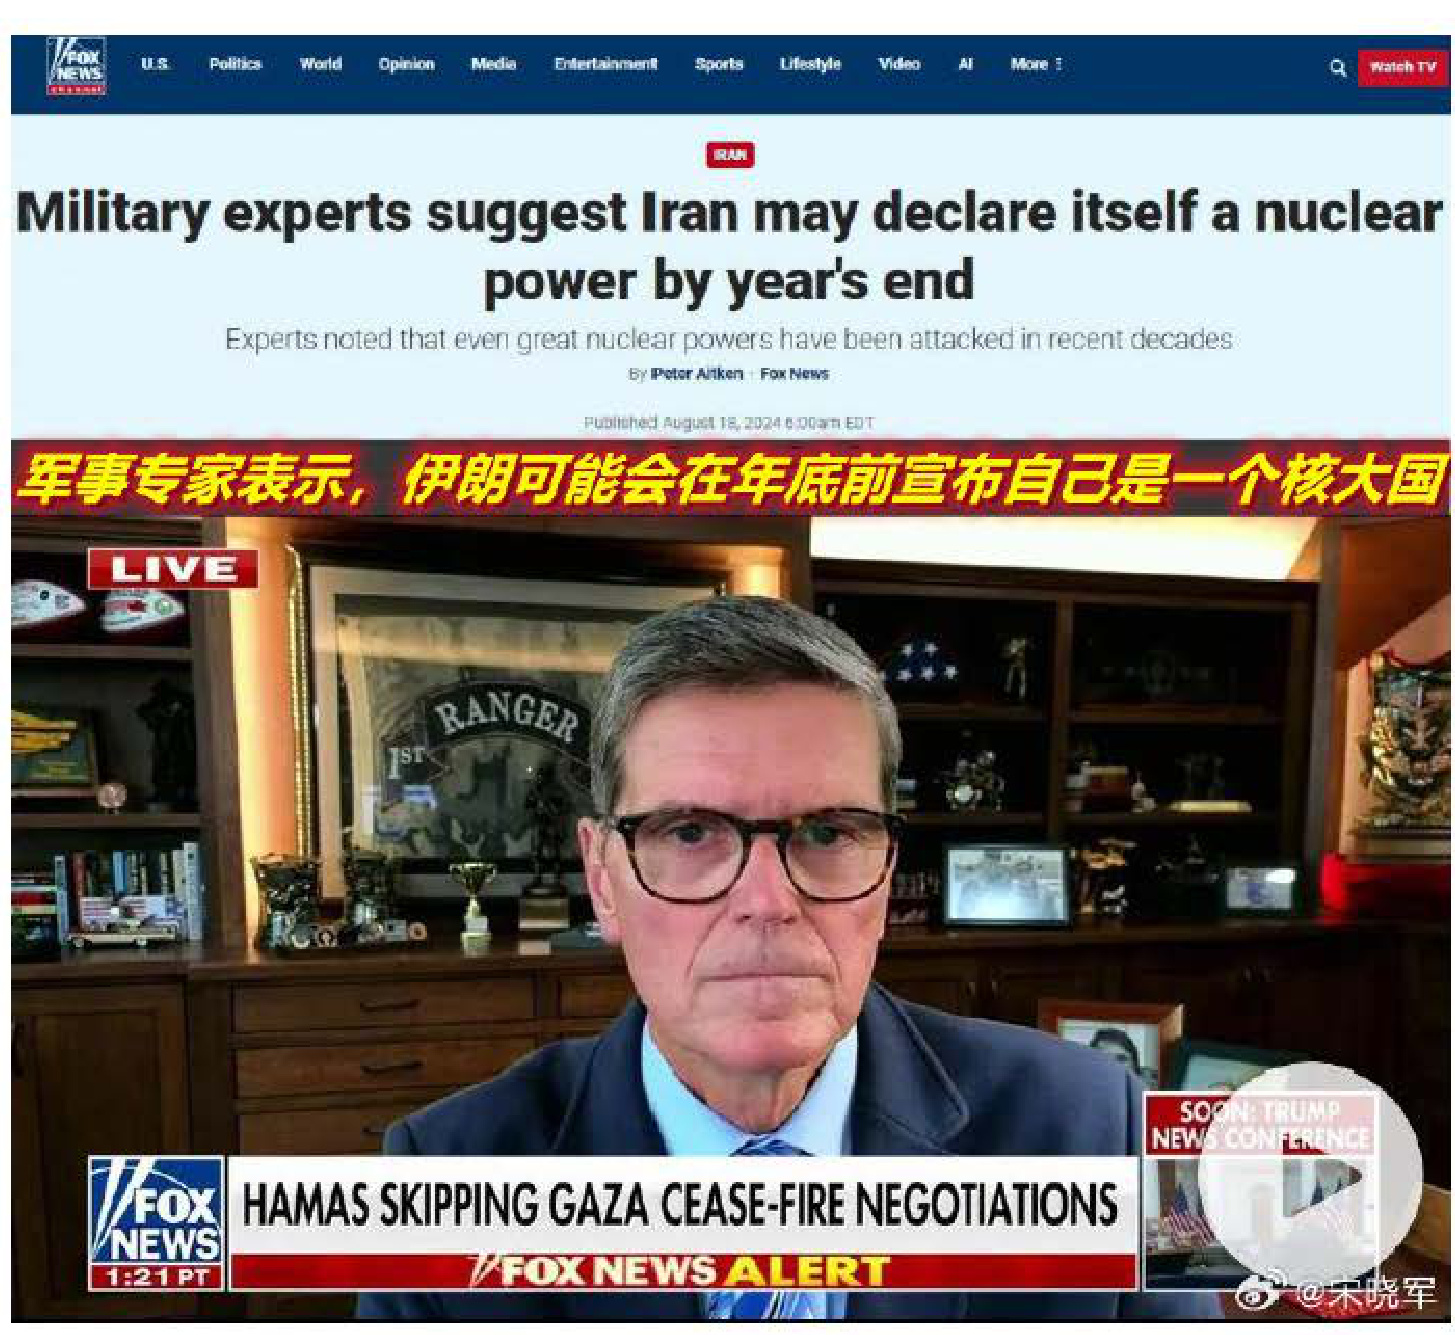 FOX
NEWS
channel
U.S. Politics World Opinion Media Entertainment Sports Lifestyle Video AI More Watch TV
IRAN
Military experts suggest Iran may declare itself a nuclear
power by year's end
Experts noted that even great nuclear powers have been attacked in recent decades
By Peter Aitken · Fox News
Published August 18, 2024 6:00am EDT
军事专家表示，伊朗可能会在年底前宣布自己是一个核大国
LIVE
RANGER
1ST
SOON: TRUMP
NEWS CONFERENCE
FOX
NEWS
1:21 PT
HAMAS SKIPPING GAZA CEASE-FIRE NEGOTIATIONS
FOX NEWS ALERT
@宋晓军